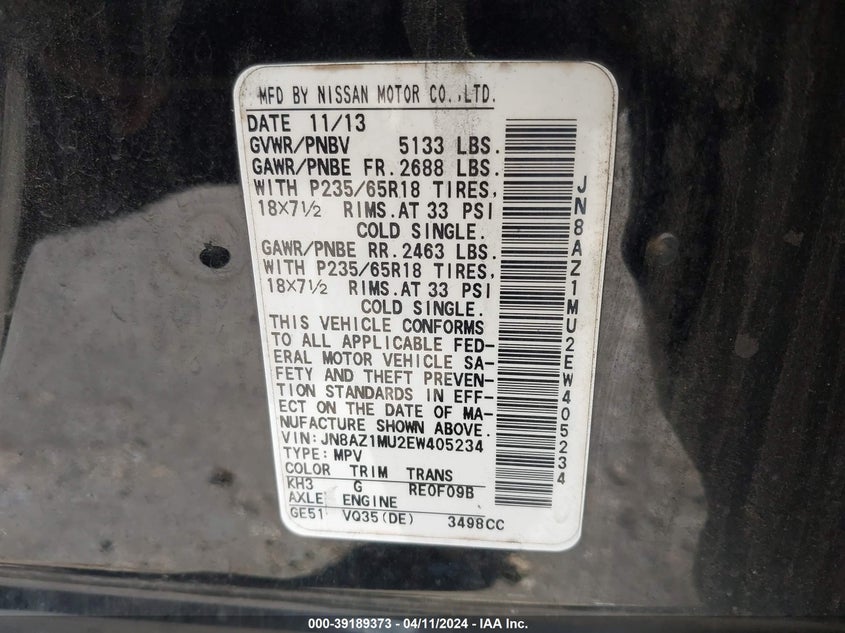 MFD BY NISSAN MOTOR CO.,LTD.
DATE 11/13
GVWR/PNBV 5133 LBS.
GAWR/PNBE FR.2688 LBS.
WITH P235/65R18 TIRES,
18×7½ RIMS.AT 33 PSI
COLD SINGLE.
GAWR/PNBE RR.2463 LBS.
WITH P235/65R18 TIRES,
18×7½ RIMS.AT 33 PSI
COLD SINGLE.
THIS VEHICLE CONFORMS
TO ALL APPLICABLE FED-
ERAL MOTOR VEHICLE SA-
FETY AND THEFT PREVEN-
TION STANDARDS IN EFF-
ECT ON THE DATE OF MA-
NUFACTURE SHOWN ABOVE.
VIN:JN8AZ1MU2EW405234
TYPE:MPV
COLOR TRIM TRANS
KH3 G RE0F09B
AXLE ENGINE
GE51 VQ35(DE) 3498CC
JN8AZ1MU2EW405234
000-39189373 - 04/11/2024 - IAA Inc.